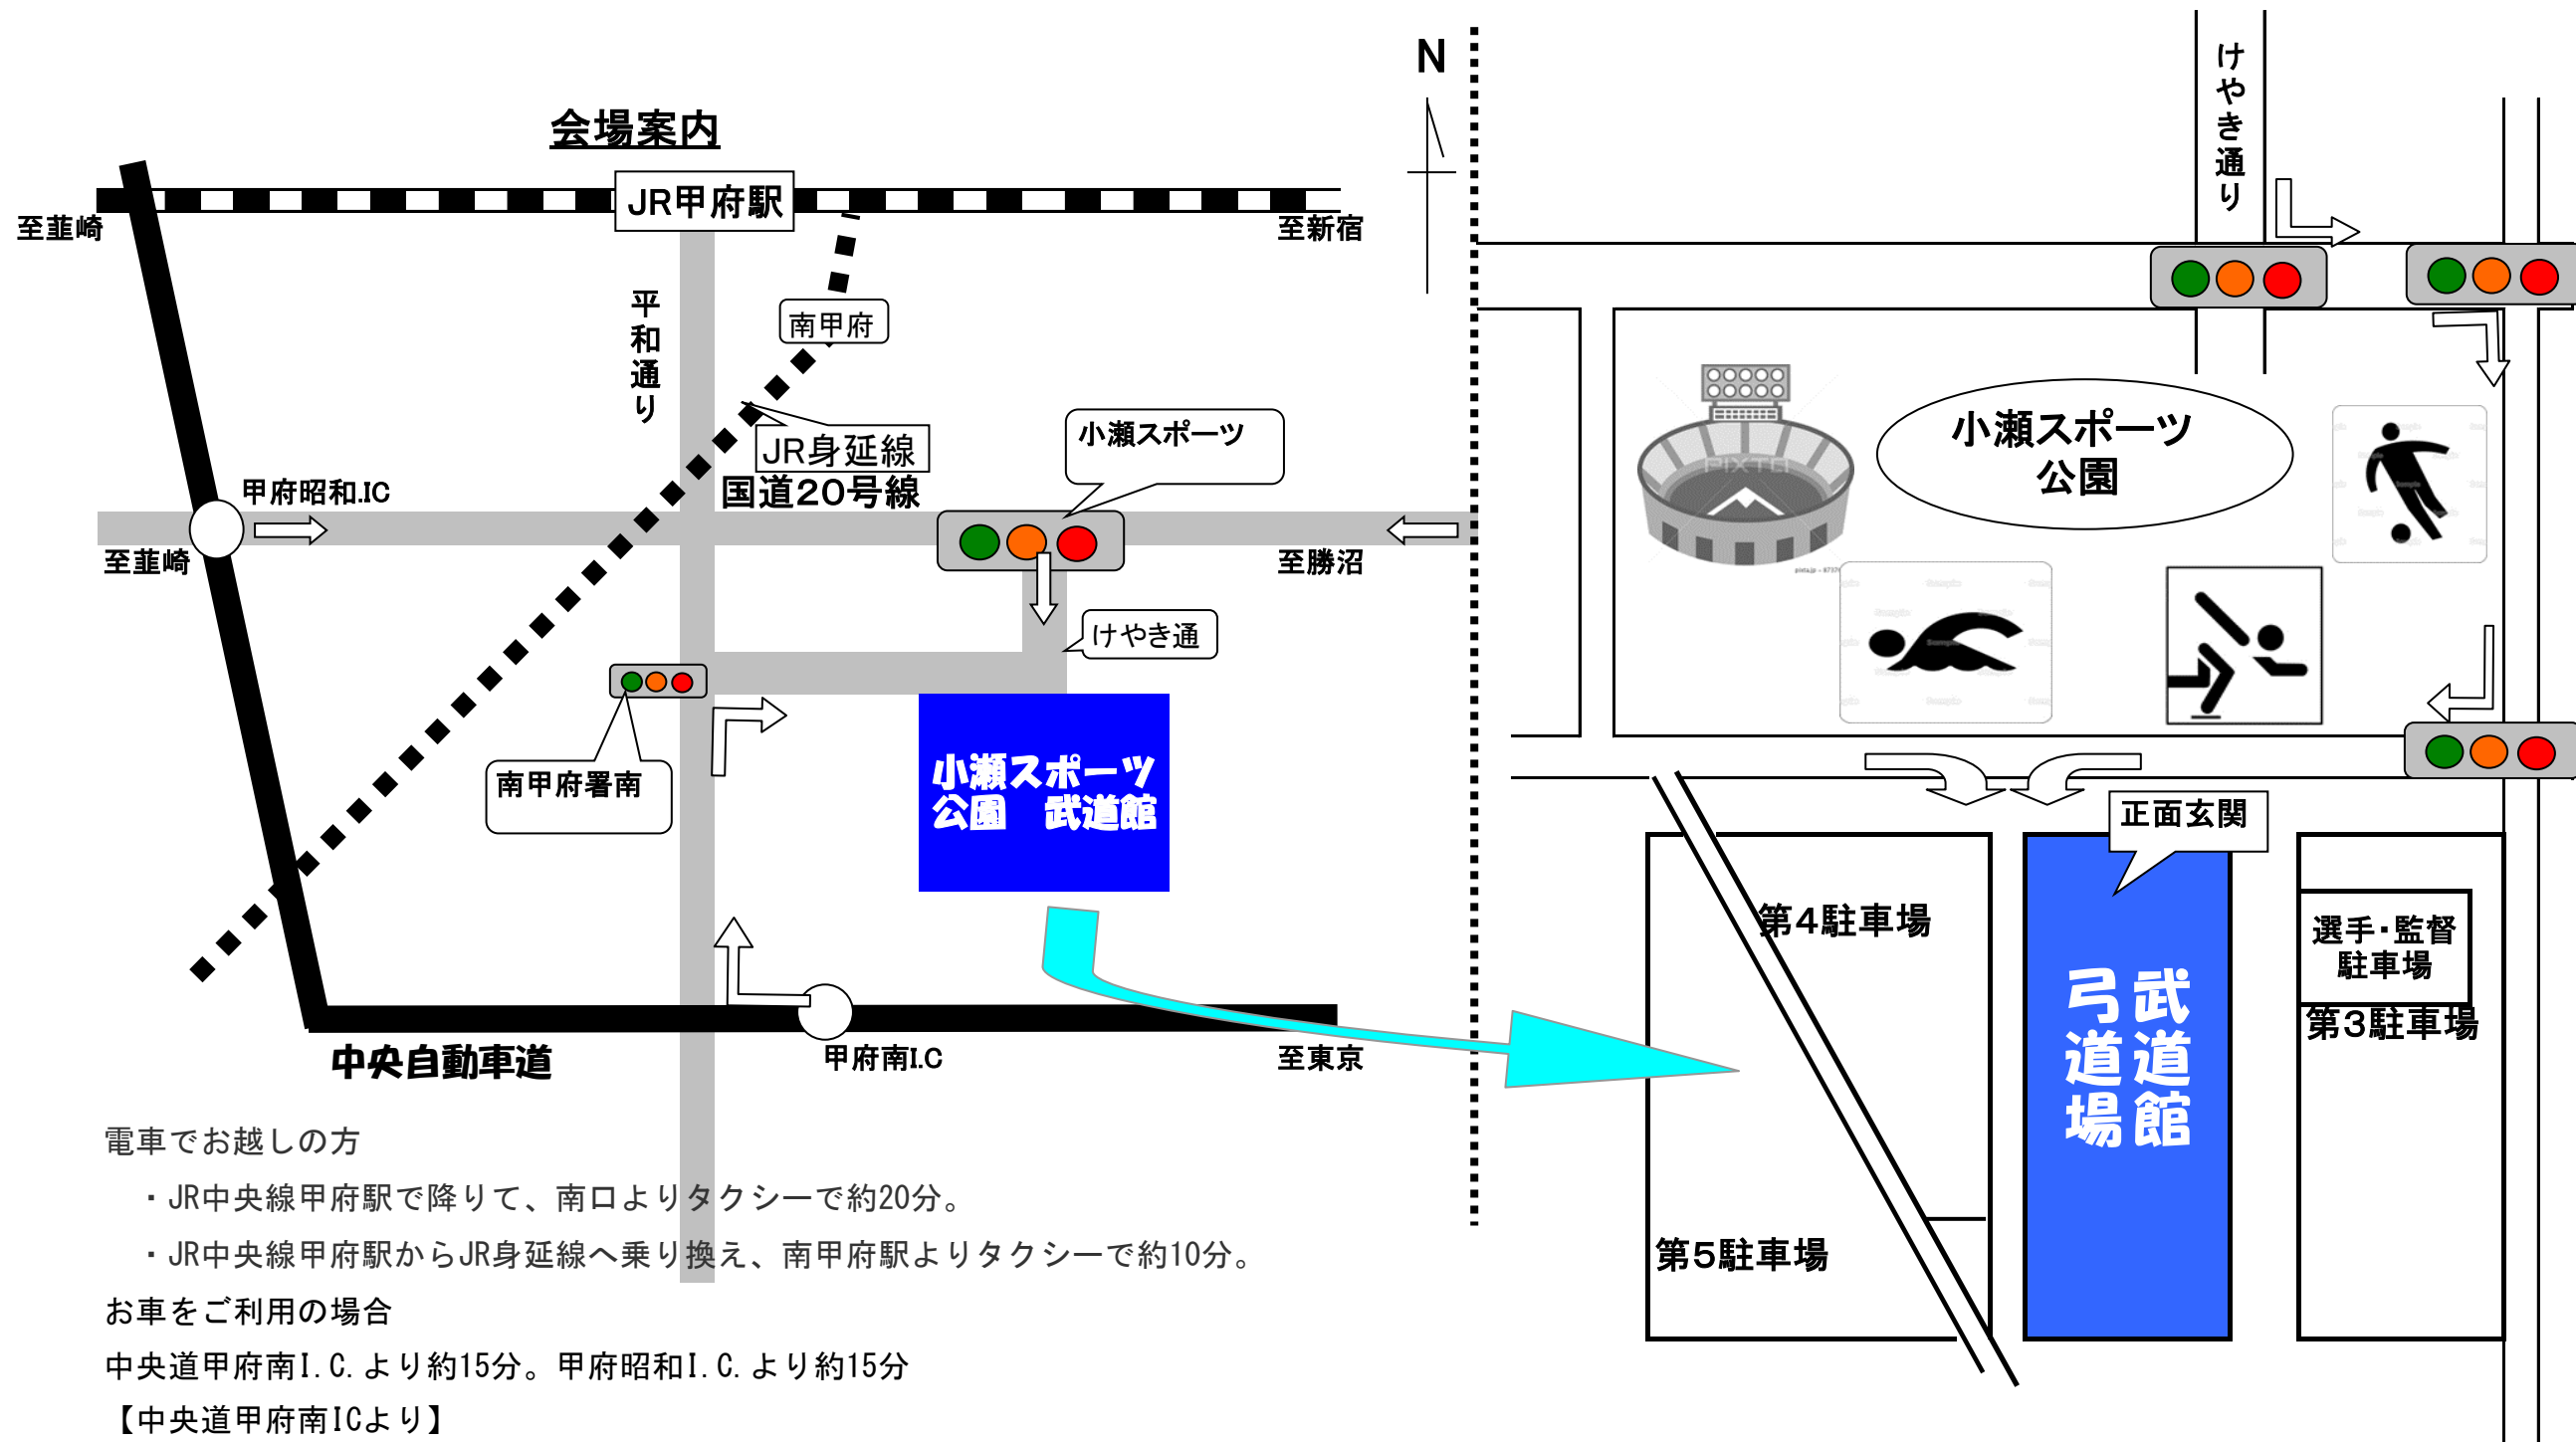 会場案内
N
JR甲府駅
至韮崎
至新宿
平和通り
南甲府
JR身延線
国道20号線
小瀬スポーツ
甲府昭和.IC
至韮崎
至勝沼
けやき通
南甲府署南
小瀬スポーツ
公園　武道館
中央自動車道
甲府南I.C
至東京
電車でお越しの方
・JR中央線甲府駅で降りて、南口よりタクシーで約20分。
・JR中央線甲府駅からJR身延線へ乗り換え、南甲府駅よりタクシーで約10分。
お車をご利用の場合
中央道甲府南I.C.より約15分。甲府昭和I.C.より約15分
【中央道甲府南ICより】
けやき通り
小瀬スポーツ
公園
PIXTA
正面玄関
第4駐車場
武道館
弓道場
選手・監督
駐車場
第3駐車場
第5駐車場